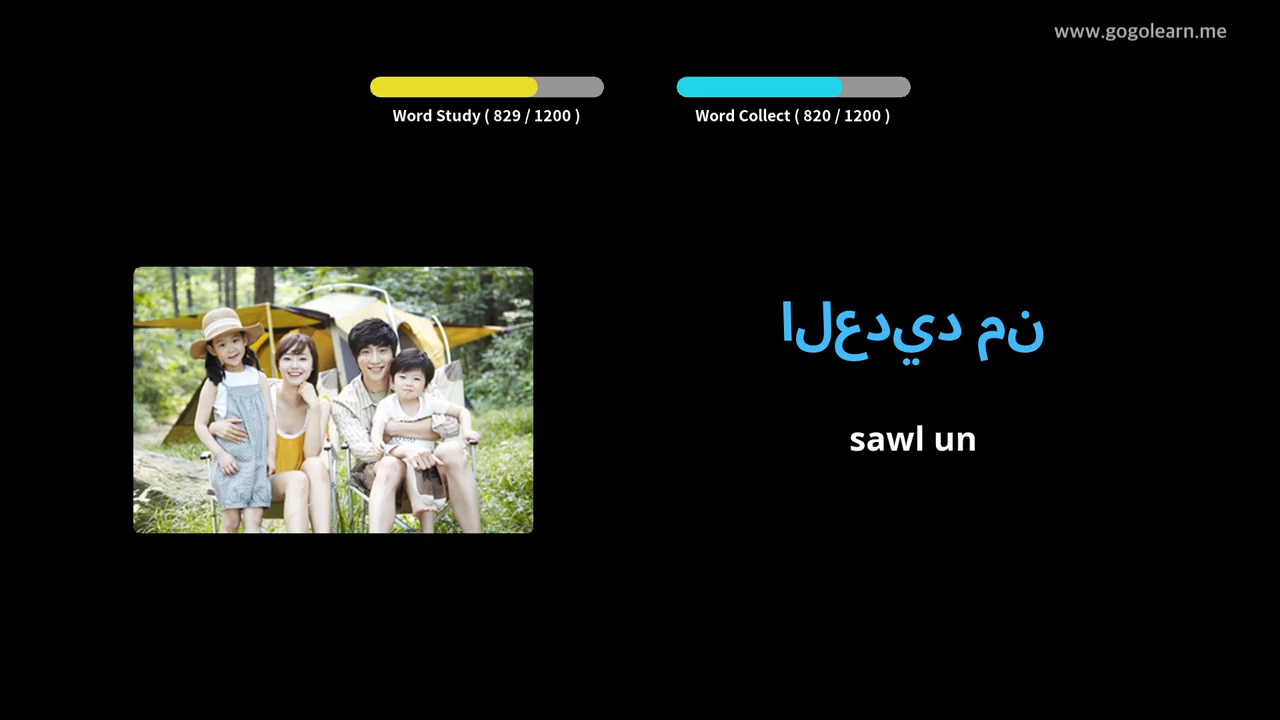 www.gogolearn.me
Word Study ( 829 / 1200 )
Word Collect ( 820 / 1200 )
العديد من
sawl un